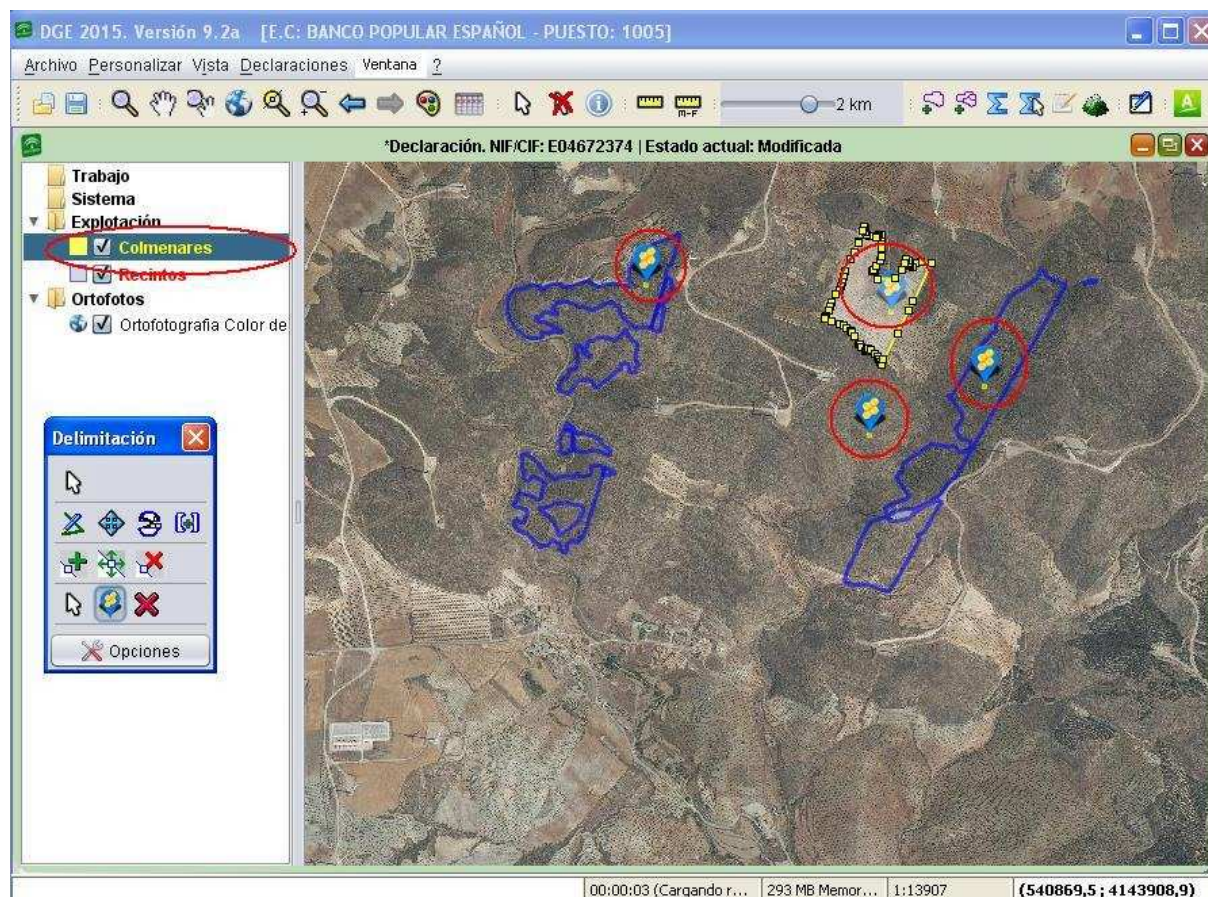 DGE 2015. Versión 9.2a [E.C: BANCO POPULAR ESPAÑOL - PUESTO: 1005]
Archivo Personalizar Vista Declaraciones Ventana ?
m-F
2 km
A
*Declaración. NIF/CIF: E04672374 | Estado actual: Modificada
Trabajo
Sistema
Explotación
Colmenares
Recintos
Ortofotos
Ortofotografia Color de
Delimitación
Opciones
00:00:03 (Cargando r... 293 MB Memor... 1:13907 (540869,5 ; 4143908,9)